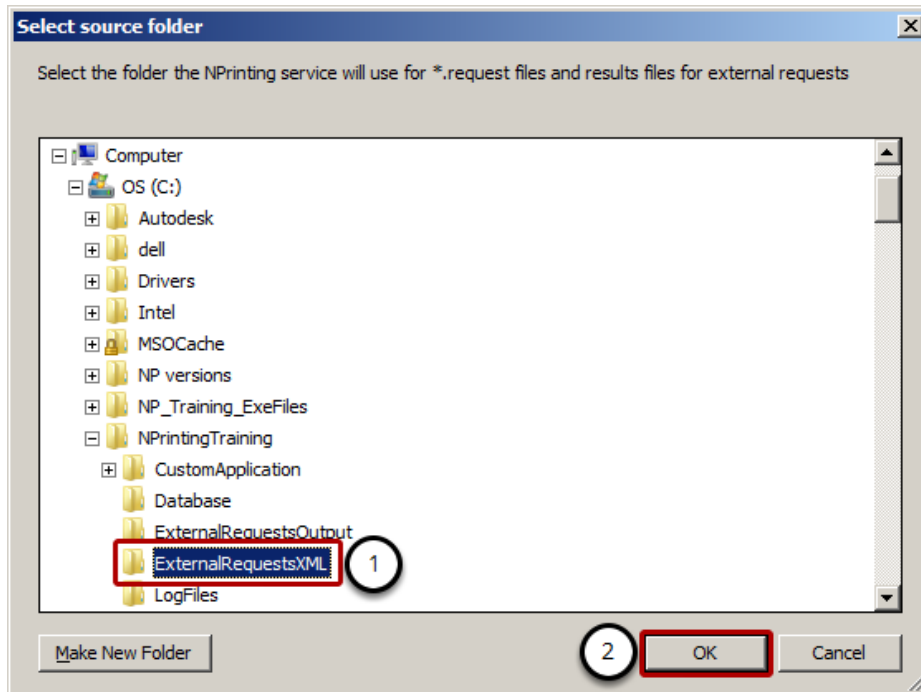 Select source folder
Select the folder the NPrinting service will use for *.request files and results files for external requests
Computer
OS (C:)
Autodesk
dell
Drivers
Intel
MSOCache
NP versions
NP_Training_ExeFiles
NPrintingTraining
CustomApplication
Database
ExternalRequestsOutput
ExternalRequestsXML 1
LogFiles
Make New Folder 2 OK Cancel